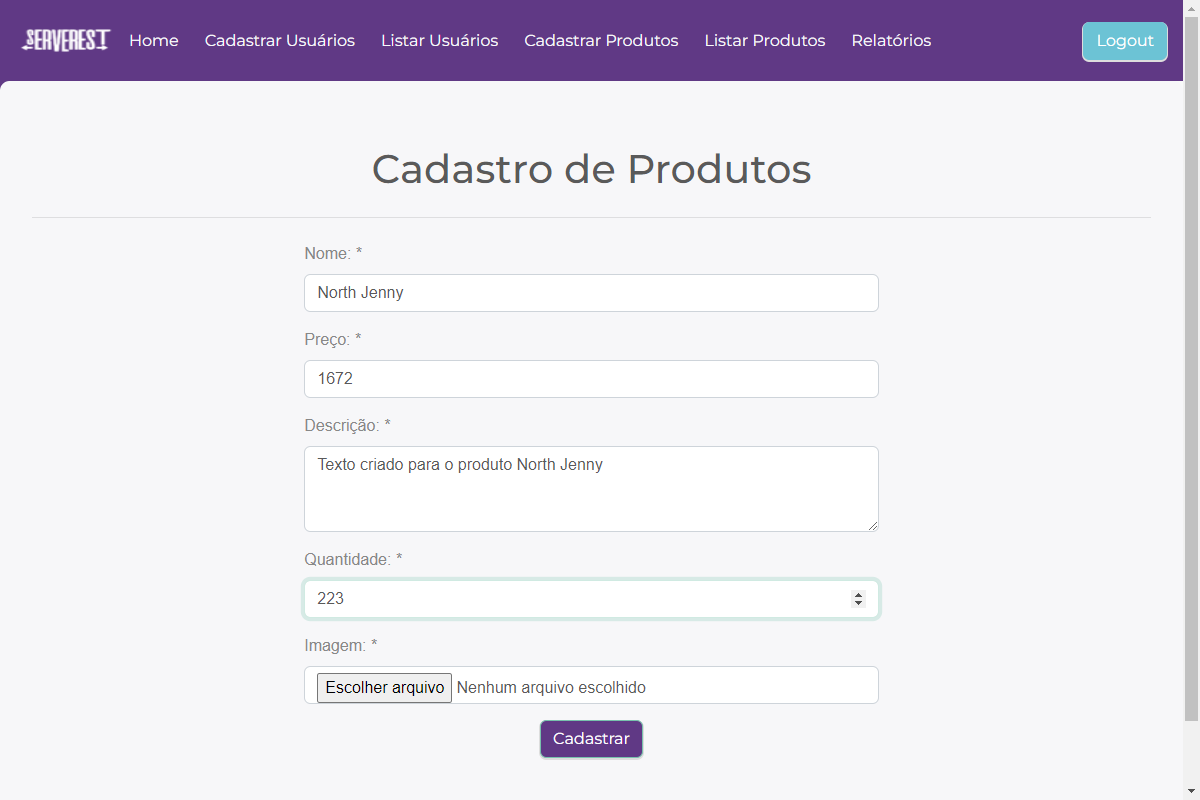 SERVEREST Home Cadastrar Usuários Listar Usuários Cadastrar Produtos Listar Produtos Relatórios Logout
Cadastro de Produtos
Nome: *
North Jenny
Preço: *
1672
Descrição: *
Texto criado para o produto North Jenny
Quantidade: *
223
Imagem: *
Escolher arquivo Nenhum arquivo escolhido
Cadastrar